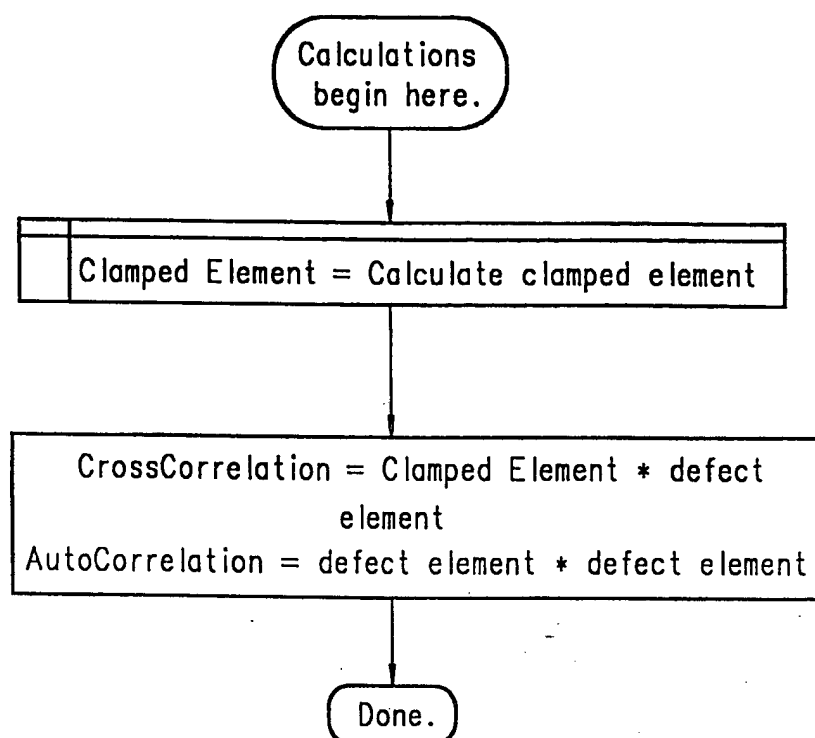 Calculations
begin here.
Clamped Element = Calculate clamped element
CrossCorrelation = Clamped Element * defect
element
AutoCorrelation = defect element * defect element
Done.